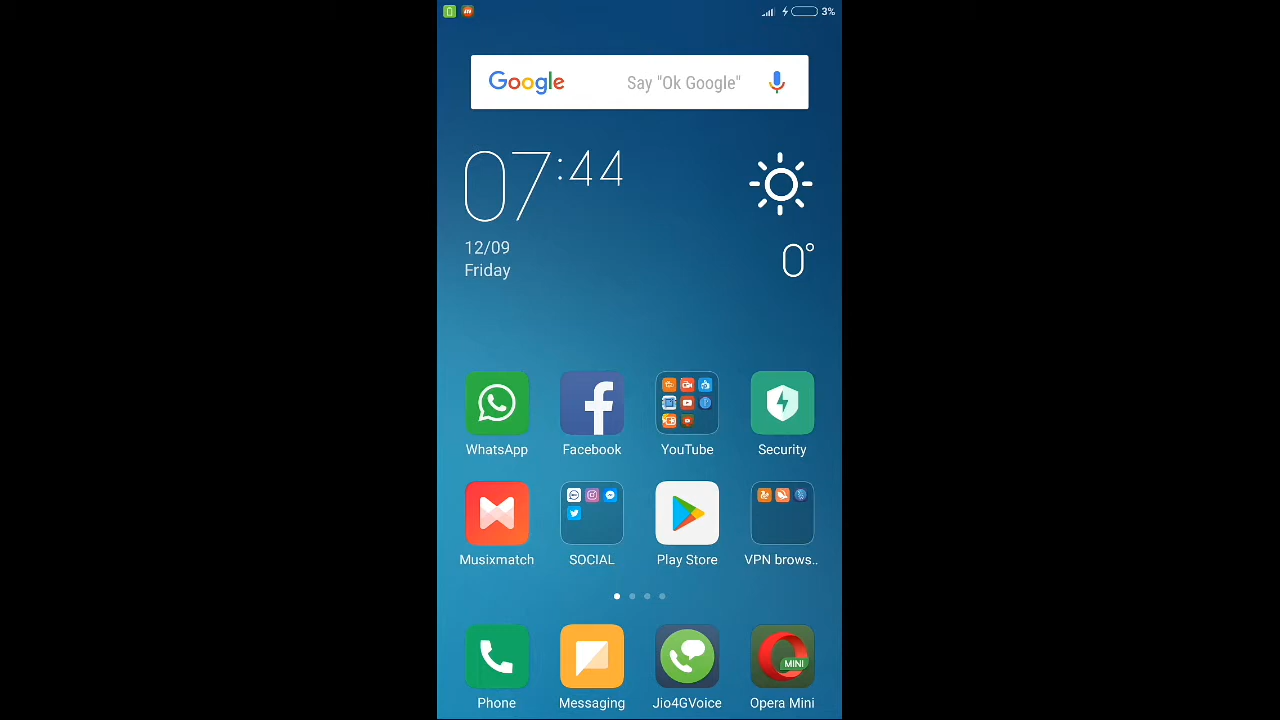 3%
Google Say "Ok Google"
07:44
12/09
Friday
0°
WhatsApp Facebook YouTube Security
Musixmatch SOCIAL Play Store VPN brows..
MINI
Phone Messaging Jio4GVoice Opera Mini